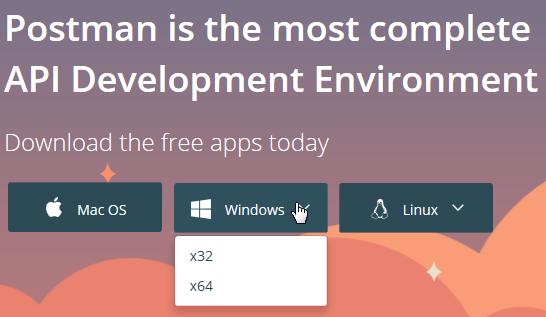 Postman is the most complete
API Development Environment
Download the free apps today
Mac OS
Windows
Linux
x32
x64